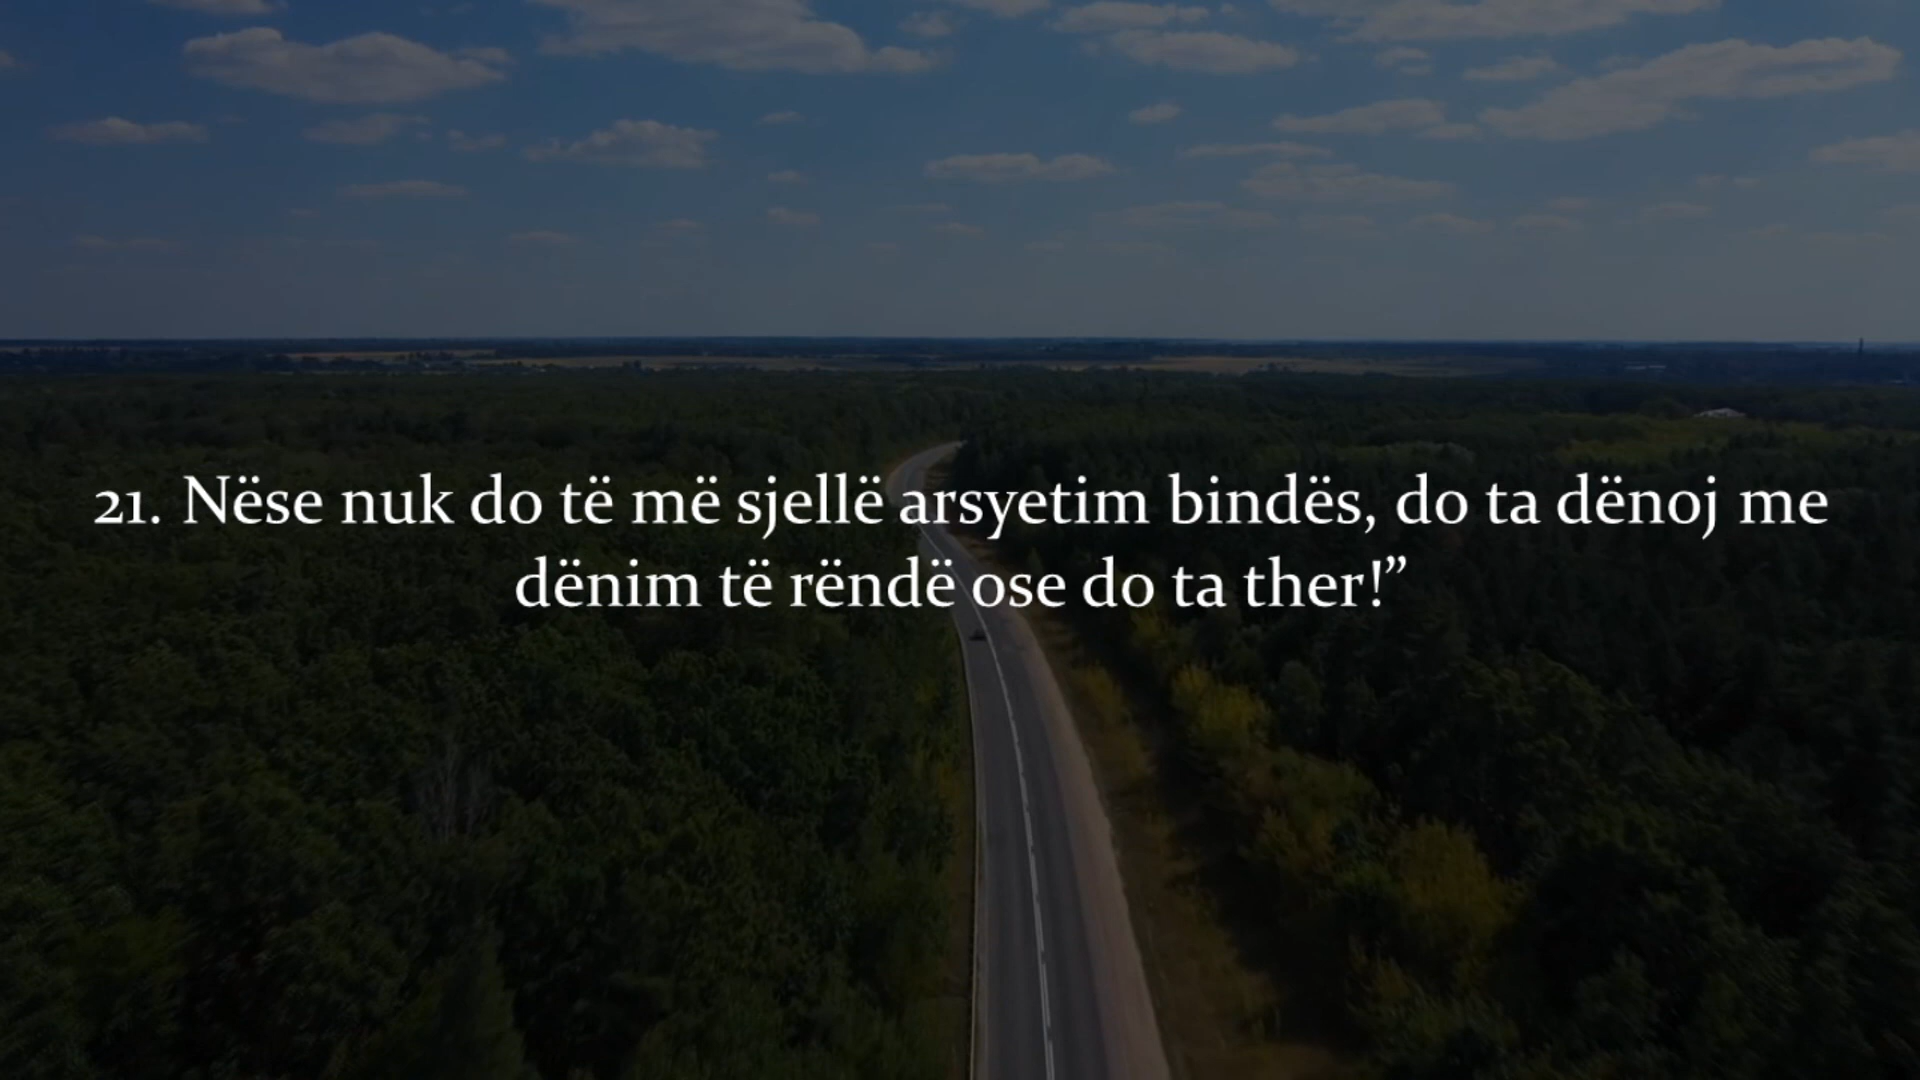 21. Nëse nuk do të më sjellë arsyetim bindës, do ta dënoj me
dënim të rëndë ose do ta ther!”